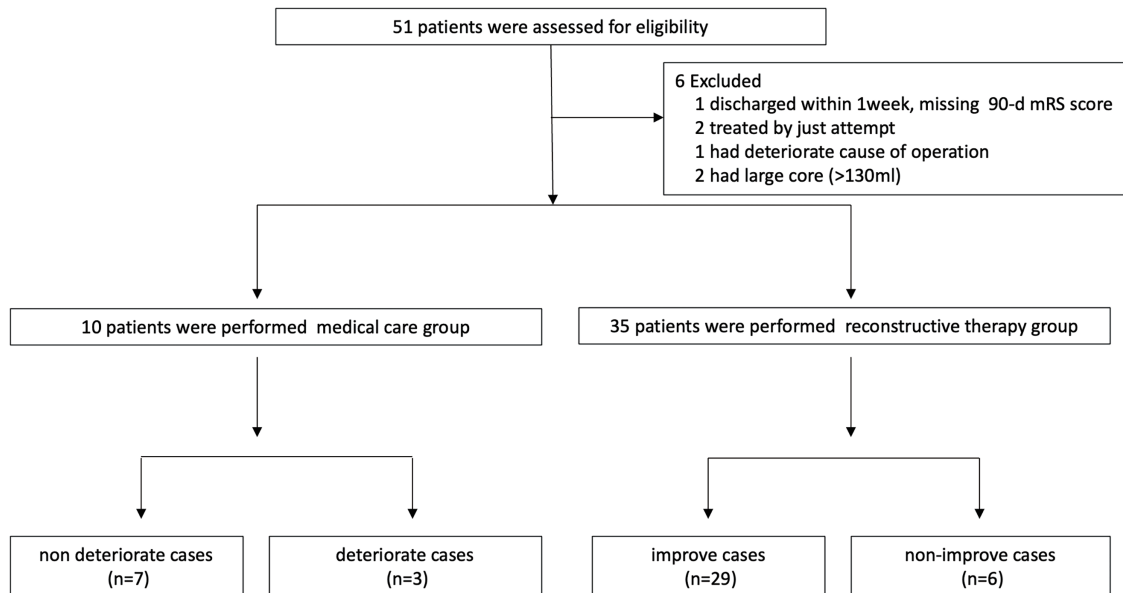 51 patients were assessed for eligibility
6 Excluded
1 discharged within 1week, missing 90-d mRS score
2 treated by just attempt
1 had deteriorate cause of operation
2 had large core (>130ml)
10 patients were performed medical care group
35 patients were performed reconstructive therapy group
non deteriorate cases
(n=7)
deteriorate cases
(n=3)
improve cases
(n=29)
non-improve cases
(n=6)